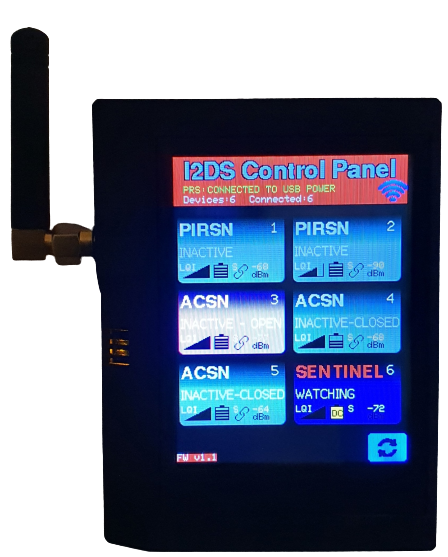 I2DS Control Panel
PRS:CONNECTED TO USB POWER
Devices:6 Connected:6
PIRSN 1
INACTIVE
LQI S -68 dBm
PIRSN 2
INACTIVE
LQI S -90 dBm
ACSN 3
INACTIVE - OPEN
LQI dBm
ACSN 4
INACTIVE-CLOSED
LQI S dBm
ACSN 5
INACTIVE-CLOSED
LQI S -64 dBm
SENTINEL 6
WATCHING
LQI DC S -72
FW v1.1